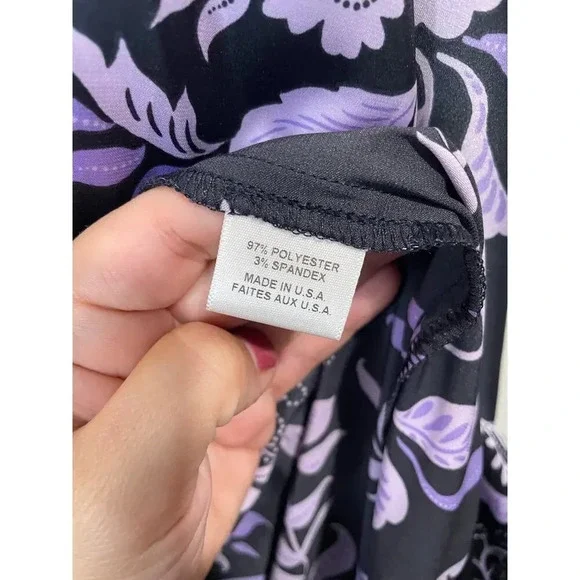 97% POLYESTER
3% SPANDEX
MADE IN U.S.A
FAITES AUX U.S.A.